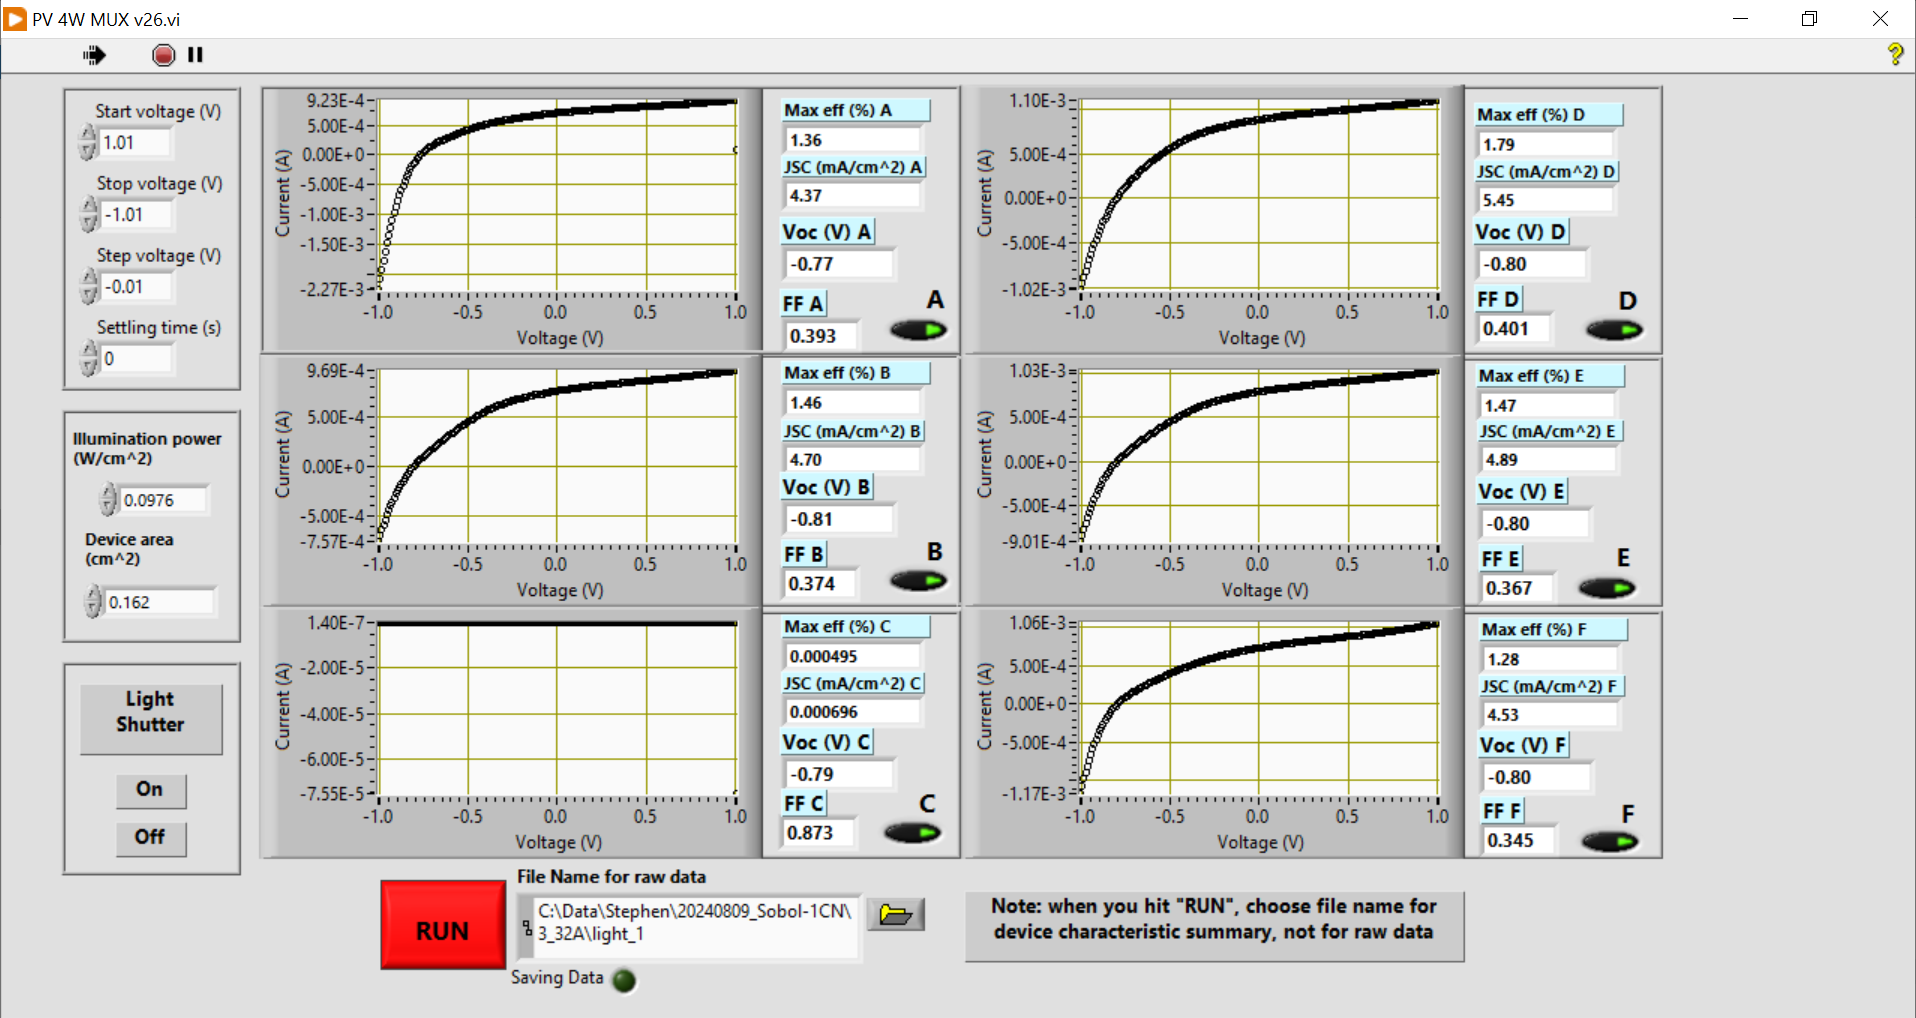 PV 4W MUX v26.vi
Start voltage (V)
1.01
Stop voltage (V)
-1.01
Step voltage (V)
-0.01
Settling time (s)
0
Illumination power
(W/cm^2)
0.0976
Device area
(cm^2)
0.162
Light
Shutter
On
Off
9.23E-4
5.00E-4
0.00E+0
-5.00E-4
-1.00E-3
-1.50E-3
-2.27E-3
Current (A)
-1.0 -0.5 0.0 0.5 1.0
Voltage (V)
Max eff (%) A
1.36
JSC (mA/cm^2) A
4.37
Voc (V) A
-0.77
FF A
0.393
A
1.10E-3
5.00E-4
0.00E+0
-5.00E-4
-1.02E-3
Current (A)
-1.0 -0.5 0.0 0.5 1.0
Voltage (V)
Max eff (%) D
1.79
JSC (mA/cm^2) D
5.45
Voc (V) D
-0.80
FF D
0.401
D
9.69E-4
5.00E-4
0.00E+0
-5.00E-4
-7.57E-4
Current (A)
-1.0 -0.5 0.0 0.5 1.0
Voltage (V)
Max eff (%) B
1.46
JSC (mA/cm^2) B
4.70
Voc (V) B
-0.81
FF B
0.374
B
1.03E-3
5.00E-4
0.00E+0
-5.00E-4
-9.01E-4
Current (A)
-1.0 -0.5 0.0 0.5 1.0
Voltage (V)
Max eff (%) E
1.47
JSC (mA/cm^2) E
4.89
Voc (V) E
-0.80
FF E
0.367
E
1.40E-7
-2.00E-5
-4.00E-5
-6.00E-5
-7.55E-5
Current (A)
-1.0 -0.5 0.0 0.5 1.0
Voltage (V)
Max eff (%) C
0.000495
JSC (mA/cm^2) C
0.000696
Voc (V) C
-0.79
FF C
0.873
C
1.06E-3
5.00E-4
0.00E+0
-5.00E-4
-1.17E-3
Current (A)
-1.0 -0.5 0.0 0.5 1.0
Voltage (V)
Max eff (%) F
1.28
JSC (mA/cm^2) F
4.53
Voc (V) F
-0.80
FF F
0.345
F
RUN
File Name for raw data
C:\Data\Stephen\20240809_Sobol-1CN\
3_32A\light_1
Saving Data
Note: when you hit "RUN", choose file name for
device characteristic summary, not for raw data